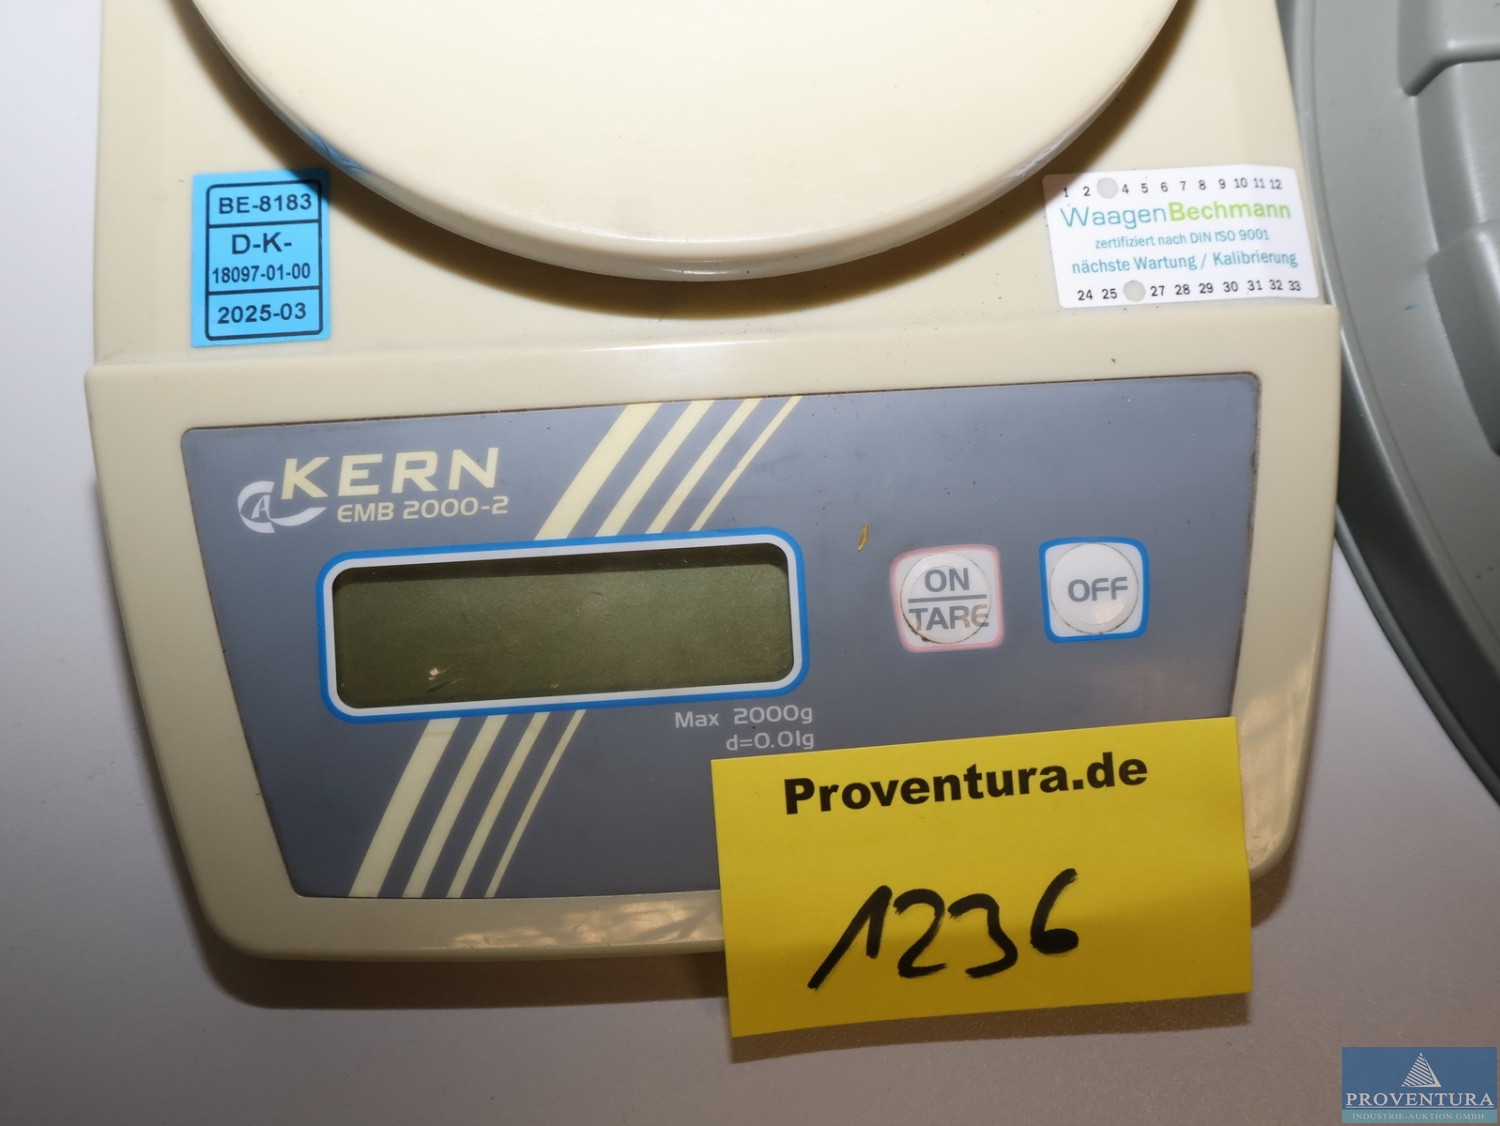 BE-8183
D-K-
18097-01-00
2025-03
1 2 4 5 6 7 8 9 10 11 12
WaagenBechmann
zertifiziert nach DIN ISO 9001
nächste Wartung / Kalibrierung
24 25 27 28 29 30 31 32 33
KERN
EMB 2000-2
ON
TARE
OFF
Max 2000g
d=0.01g
Proventura.de
1236
PROVENTURA
INDUSTRIE-AUKTION GMBH